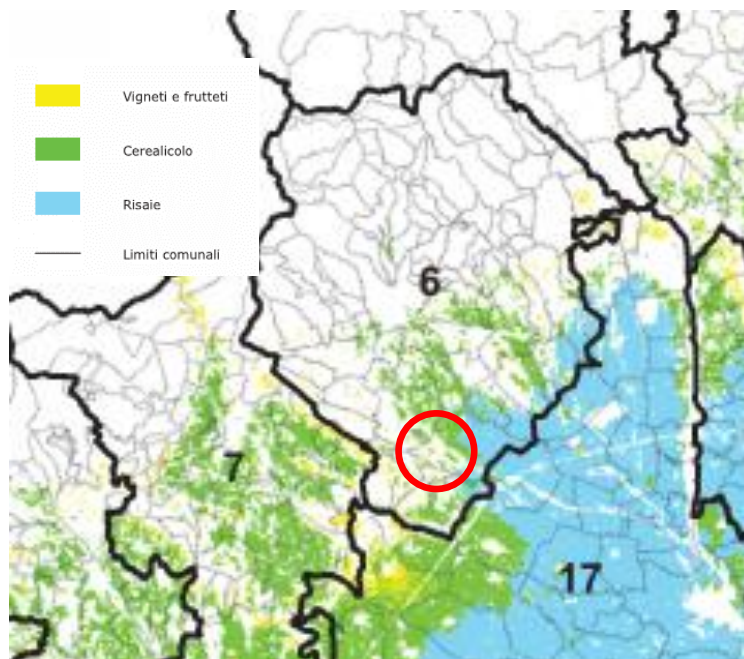 Vigneti e frutteti
Cerealicolo
Risaie
Limiti comunali
6
7
17